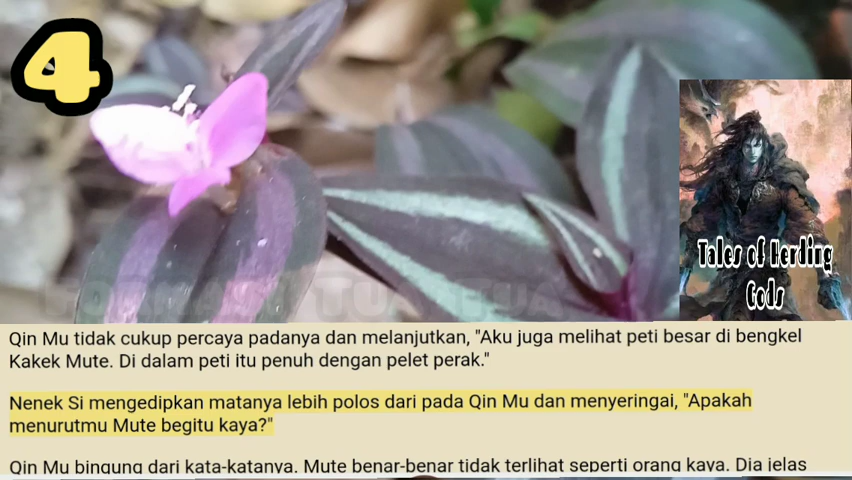 4
Tales of Herding
Gods
Qin Mu tidak cukup percaya padanya dan melanjutkan, "Aku juga melihat peti besar di bengkel
Kakek Mute. Di dalam peti itu penuh dengan pelet perak."
Nenek Si mengedipkan matanya lebih polos dari pada Qin Mu dan menyeringai, "Apakah
menurutmu Mute begitu kaya?"
Qin Mu bingung dari kata-katanya. Mute benar-benar tidak terlihat seperti orang kaya. Dia jelas